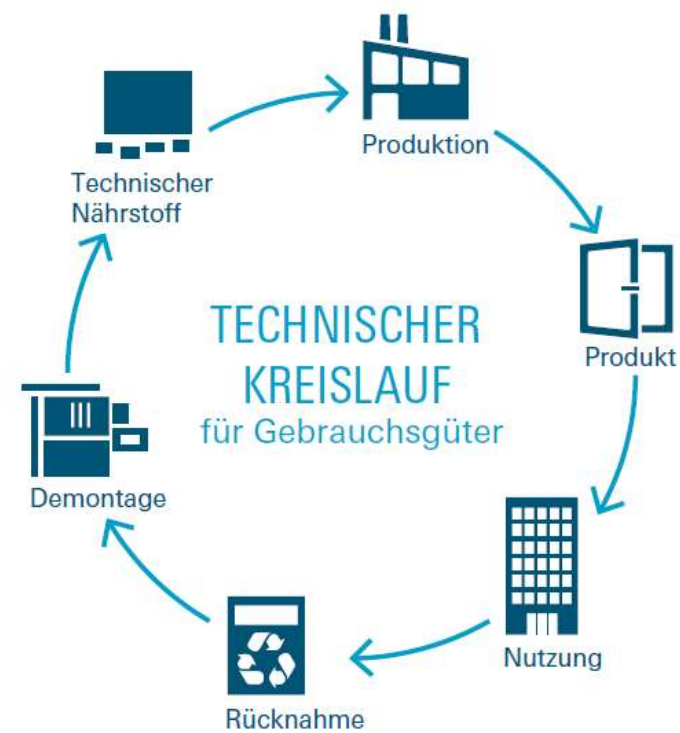 TECHNISCHER
KREISLAUF
für Gebrauchsgüter
Produktion
Produkt
Nutzung
Rücknahme
Demontage
Technischer
Nährstoff